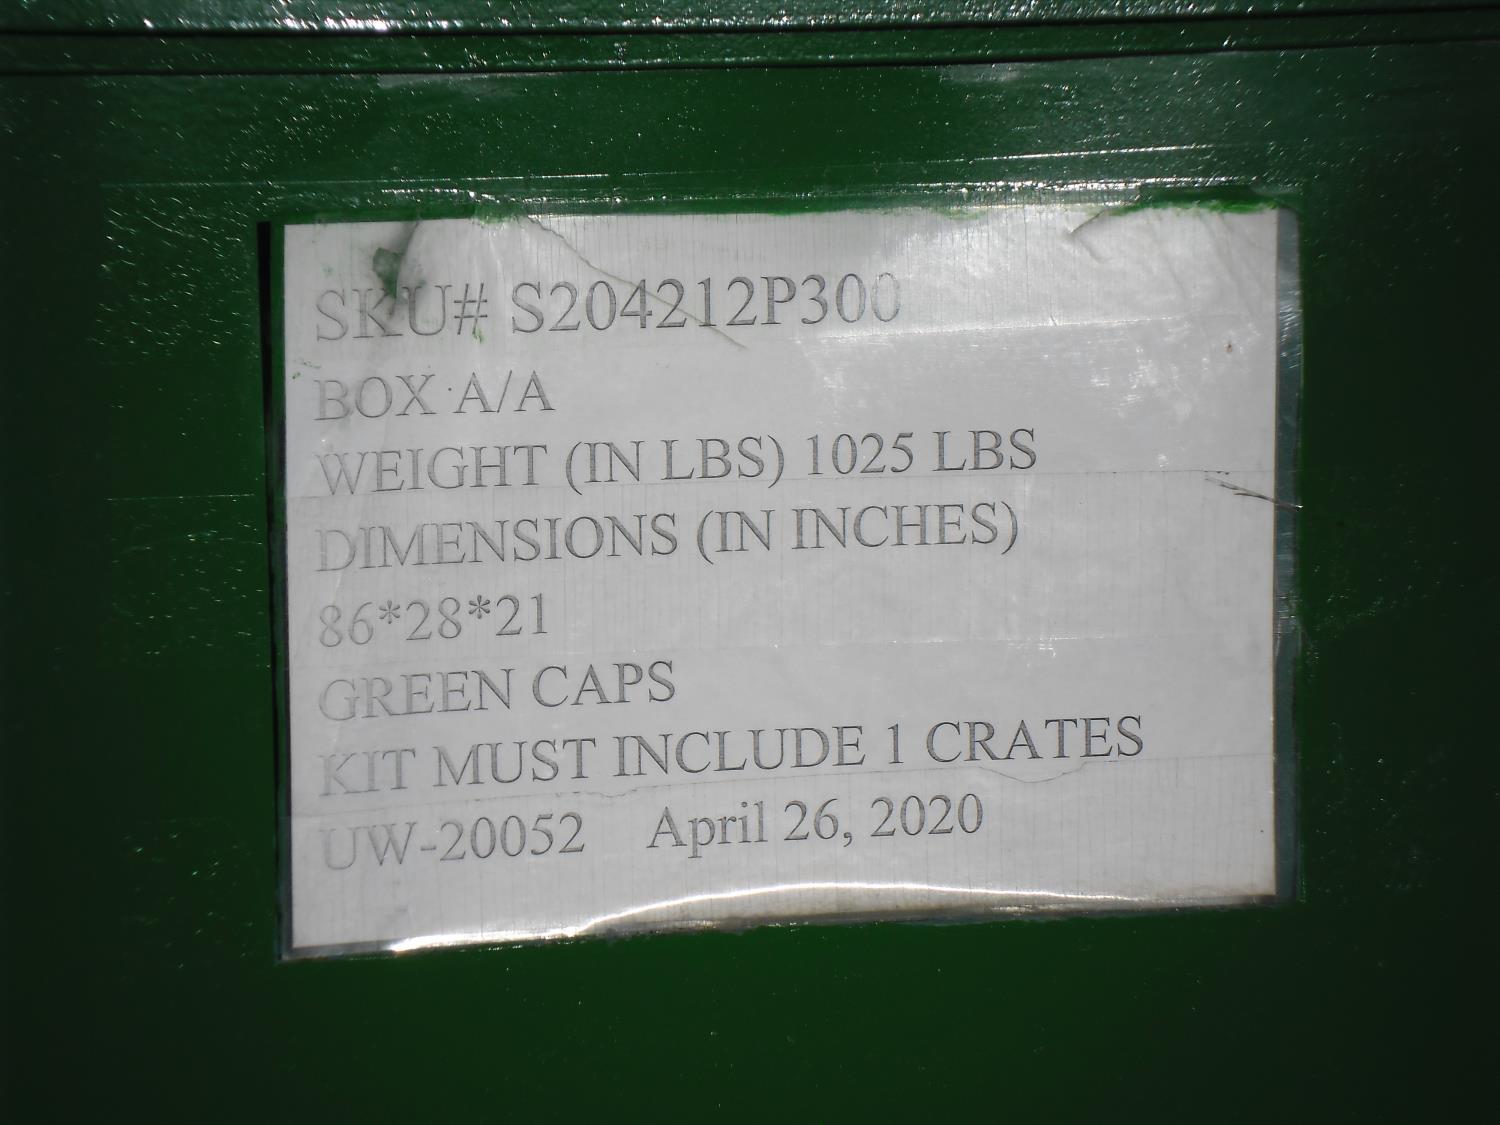 SKU# S204212P300
BOX A/A
WEIGHT (IN LBS) 1025 LBS
DIMENSIONS (IN INCHES)
86*28*21
GREEN CAPS
KIT MUST INCLUDE 1 CRATES
UW-20052 April 26, 2020